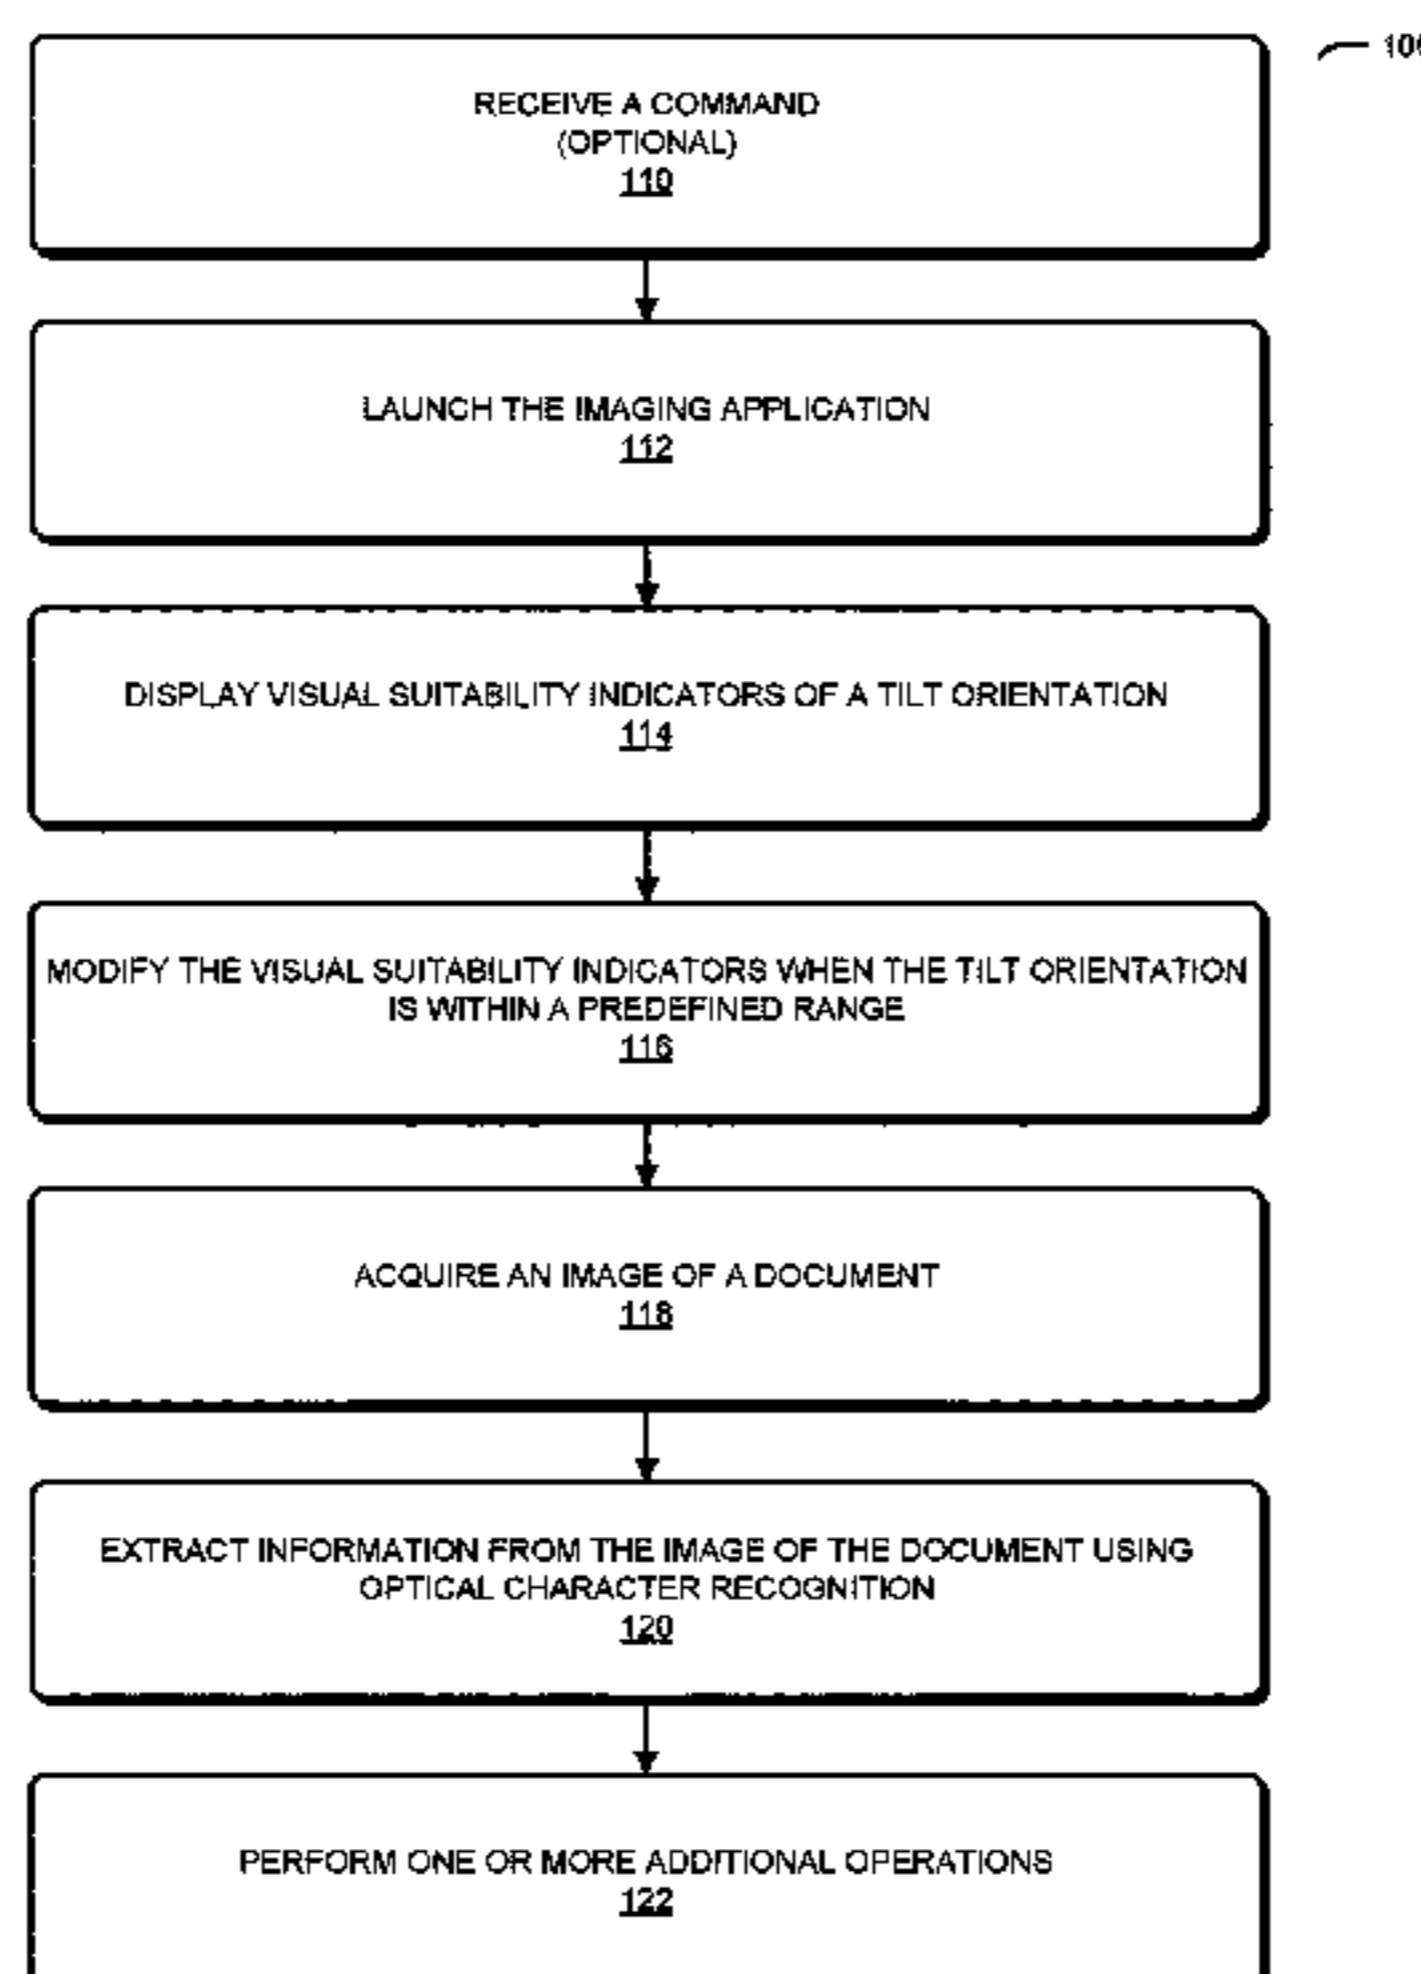 RECEIVE A COMMAND
(OPTIONAL)
110
LAUNCH THE IMAGING APPLICATION
112
DISPLAY VISUAL SUITABILITY INDICATORS OF A TILT ORIENTATION
114
MODIFY THE VISUAL SUITABILITY INDICATORS WHEN THE TILT ORIENTATION
IS WITHIN A PREDEFINED RANGE
116
ACQUIRE AN IMAGE OF A DOCUMENT
118
EXTRACT INFORMATION FROM THE IMAGE OF THE DOCUMENT USING
OPTICAL CHARACTER RECOGNITION
120
PERFORM ONE OR MORE ADDITIONAL OPERATIONS
122